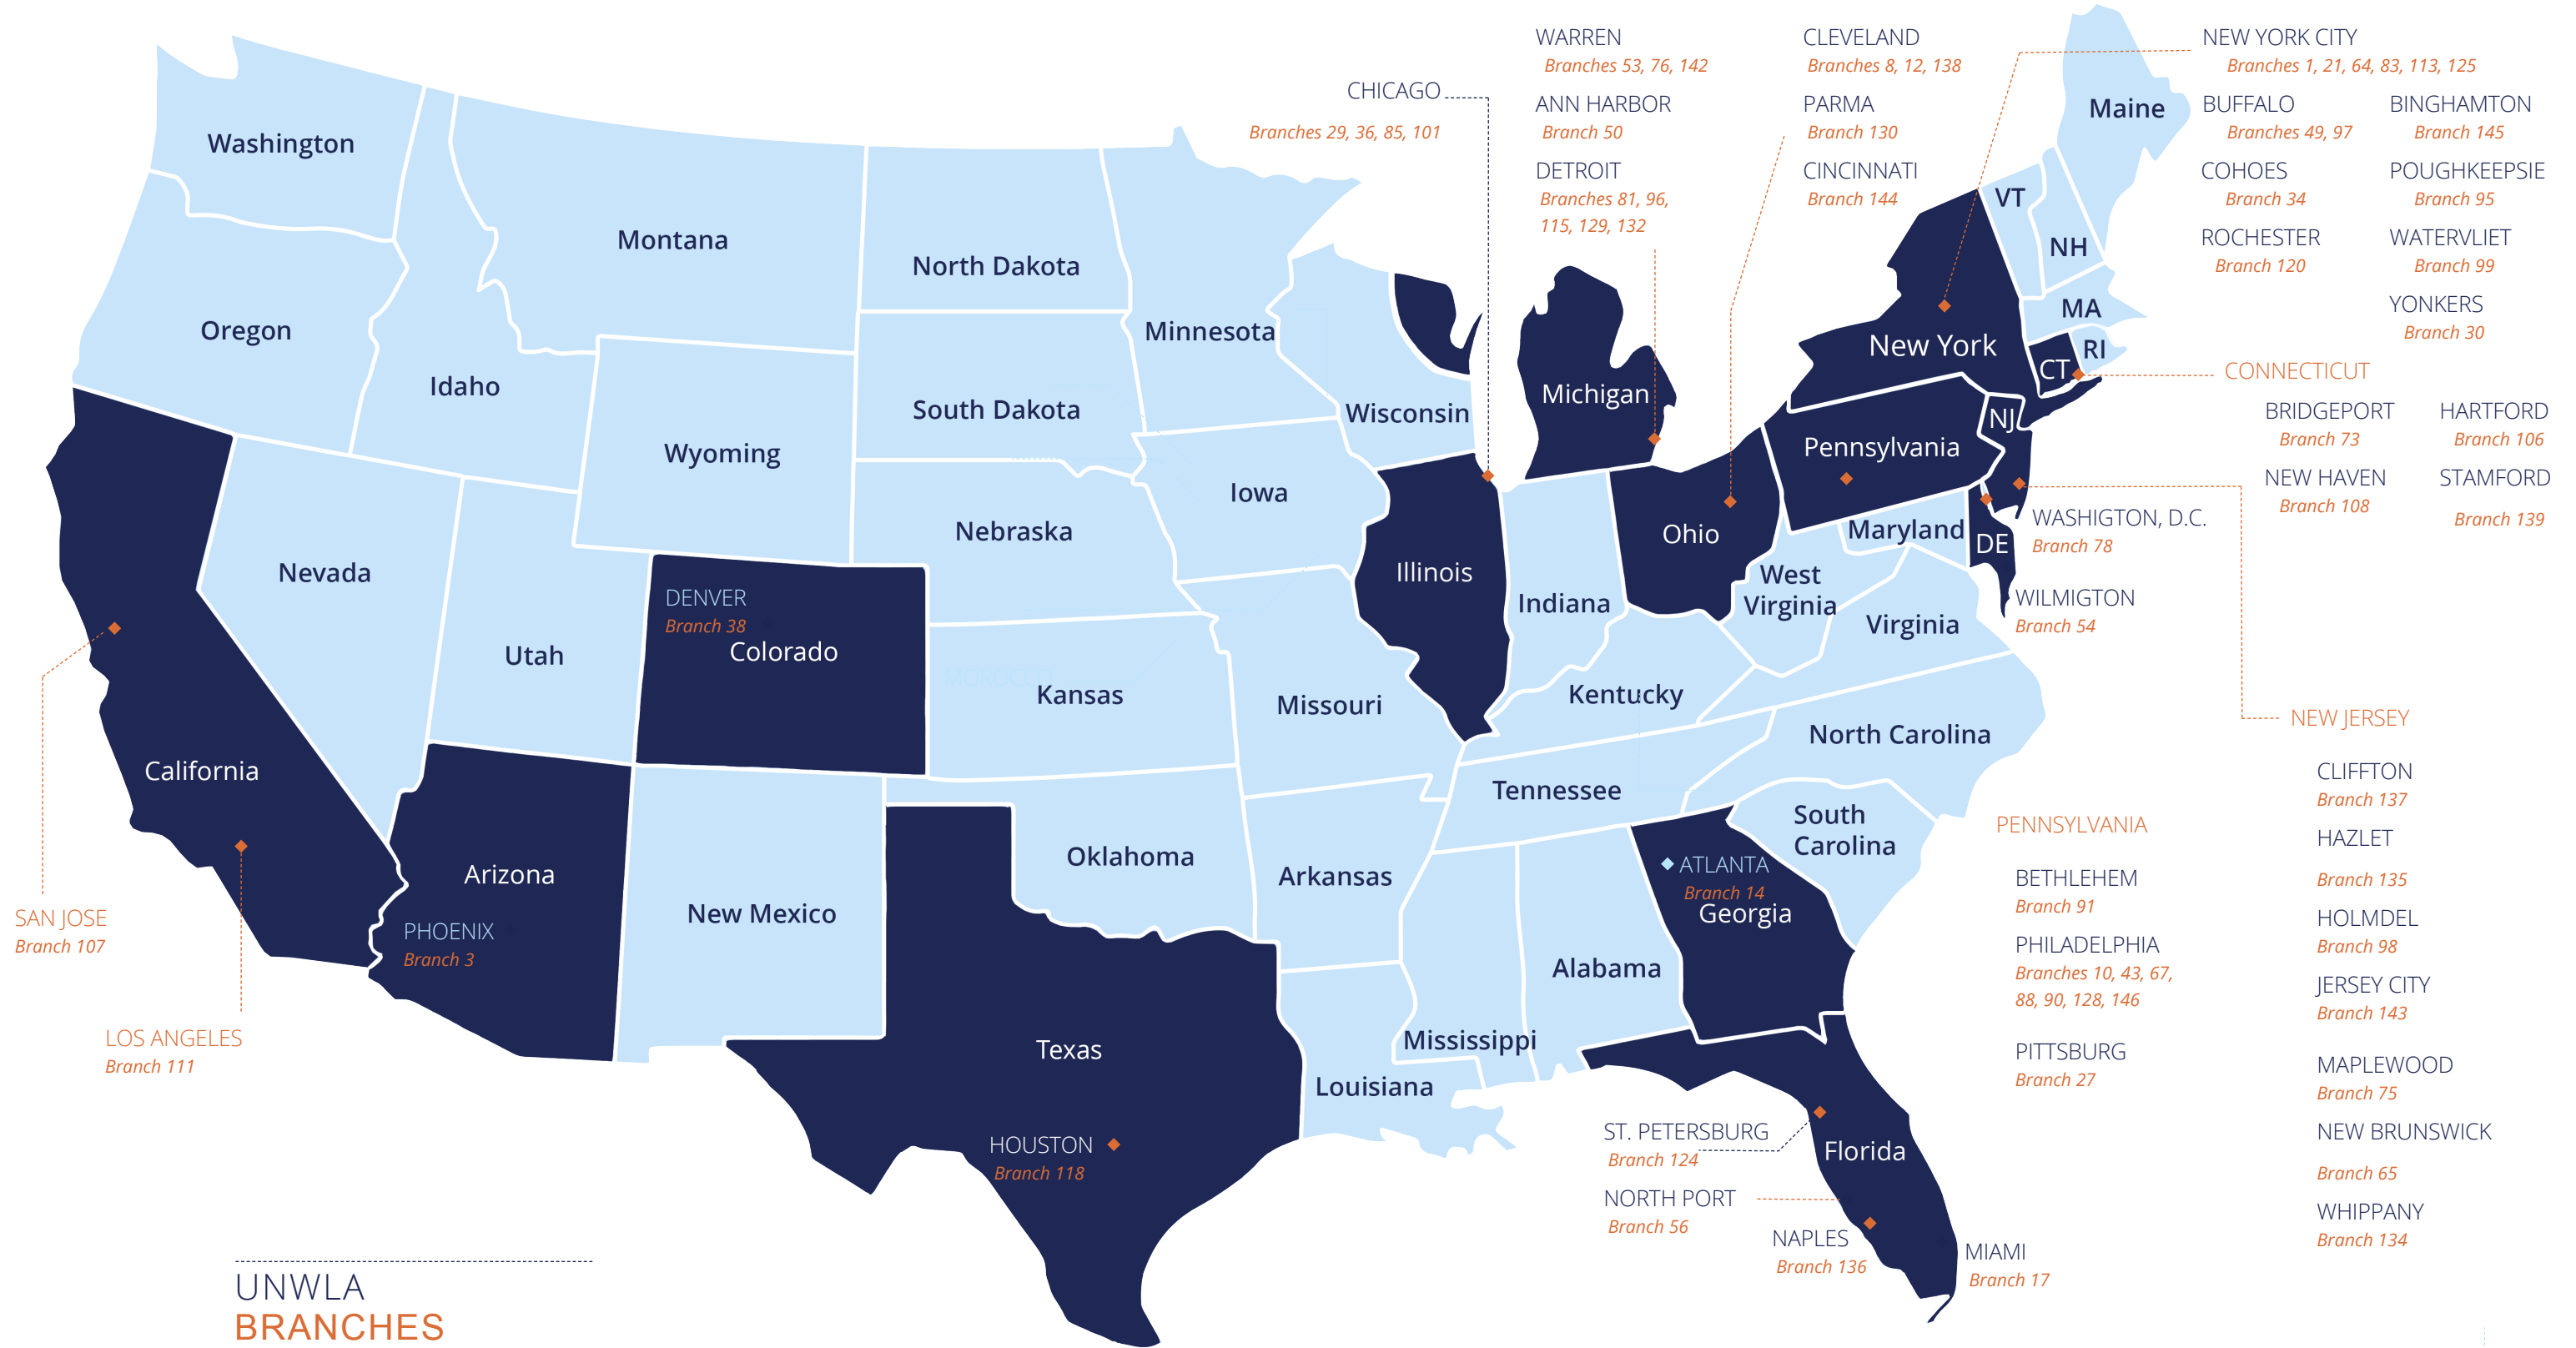 WARREN
Branches 53, 76, 142
ANN HARBOR
Branch 50
DETROIT
Branches 81, 96,
115, 129, 132
CLEVELAND
Branches 8, 12, 138
PARMA
Branch 130
CINCINNATI
Branch 144
NEW YORK CITY
Branches 1, 21, 64, 83, 113, 125
BUFFALO
Branches 49, 97
COHOES
Branch 34
ROCHESTER
Branch 120
BINGHAMTON
Branch 145
POUGHKEEPSIE
Branch 95
WATERVLIET
Branch 99
YONKERS
Branch 30
CHICAGO
Branches 29, 36, 85, 101
CONNECTICUT
BRIDGEPORT
Branch 73
NEW HAVEN
Branch 108
HARTFORD
Branch 106
STAMFORD
Branch 139
WASHIGTON, D.C.
Branch 78
WILMIGTON
Branch 54
NEW JERSEY
CLIFFTON
Branch 137
HAZLET
Branch 135
HOLMDEL
Branch 98
JERSEY CITY
Branch 143
MAPLEWOOD
Branch 75
NEW BRUNSWICK
Branch 65
WHIPPANY
Branch 134
PENNSYLVANIA
BETHLEHEM
Branch 91
PHILADELPHIA
Branches 10, 43, 67,
88, 90, 128, 146
PITTSBURG
Branch 27
Washington
Oregon
Idaho
Montana
North Dakota
South Dakota
Minnesota
Wisconsin
Michigan
New York
Maine
VT
NH
MA
RI
CT
NJ
Pennsylvania
Wyoming
Nebraska
Iowa
Illinois
Indiana
Ohio
Maryland
DE
West
Virginia
Virginia
Nevada
Utah
DENVER
Branch 38
Colorado
Kansas
Missouri
Kentucky
North Carolina
Tennessee
South
Carolina
California
SAN JOSE
Branch 107
LOS ANGELES
Branch 111
Arizona
PHOENIX
Branch 3
New Mexico
Oklahoma
Arkansas
ATLANTA
Branch 14
Georgia
Alabama
Mississippi
Louisiana
Texas
HOUSTON
Branch 118
Florida
ST. PETERSBURG
Branch 124
NORTH PORT
Branch 56
NAPLES
Branch 136
MIAMI
Branch 17
UNWLA
BRANCHES